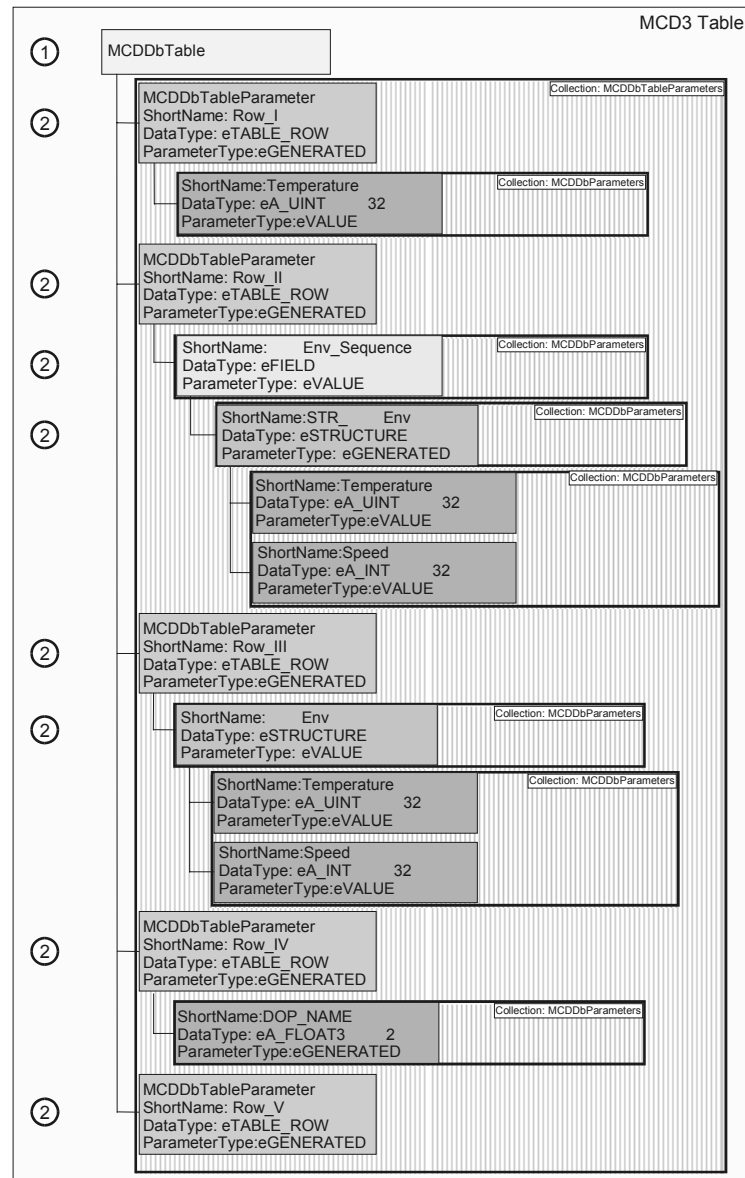 MCD3 Table
1
MCDDbTable
Collection: MCDDbTableParameters
2
MCDDbTableParameter
ShortName: Row_I
DataType: eTABLE_ROW
ParameterType:eGENERATED
Collection: MCDDbParameters
ShortName:Temperature
DataType: eA_UINT 32
ParameterType:eVALUE
2
MCDDbTableParameter
ShortName: Row_II
DataType: eTABLE_ROW
ParameterType:eGENERATED
2
Collection: MCDDbParameters
ShortName: Env_Sequence
DataType: eFIELD
ParameterType: eVALUE
2
Collection: MCDDbParameters
ShortName:STR_ Env
DataType: eSTRUCTURE
ParameterType: eGENERATED
Collection: MCDDbParameters
ShortName:Temperature
DataType: eA_UINT 32
ParameterType:eVALUE
ShortName:Speed
DataType: eA_INT 32
ParameterType:eVALUE
2
MCDDbTableParameter
ShortName: Row_III
DataType: eTABLE_ROW
ParameterType:eGENERATED
2
Collection: MCDDbParameters
ShortName: Env
DataType: eSTRUCTURE
ParameterType: eVALUE
Collection: MCDDbParameters
ShortName:Temperature
DataType: eA_UINT 32
ParameterType:eVALUE
ShortName:Speed
DataType: eA_INT 32
ParameterType:eVALUE
2
MCDDbTableParameter
ShortName: Row_IV
DataType: eTABLE_ROW
ParameterType:eGENERATED
Collection: MCDDbParameters
ShortName:DOP_NAME
DataType: eA_FLOAT3 2
ParameterType:eGENERATED
2
MCDDbTableParameter
ShortName: Row_V
DataType: eTABLE_ROW
ParameterType:eGENERATED